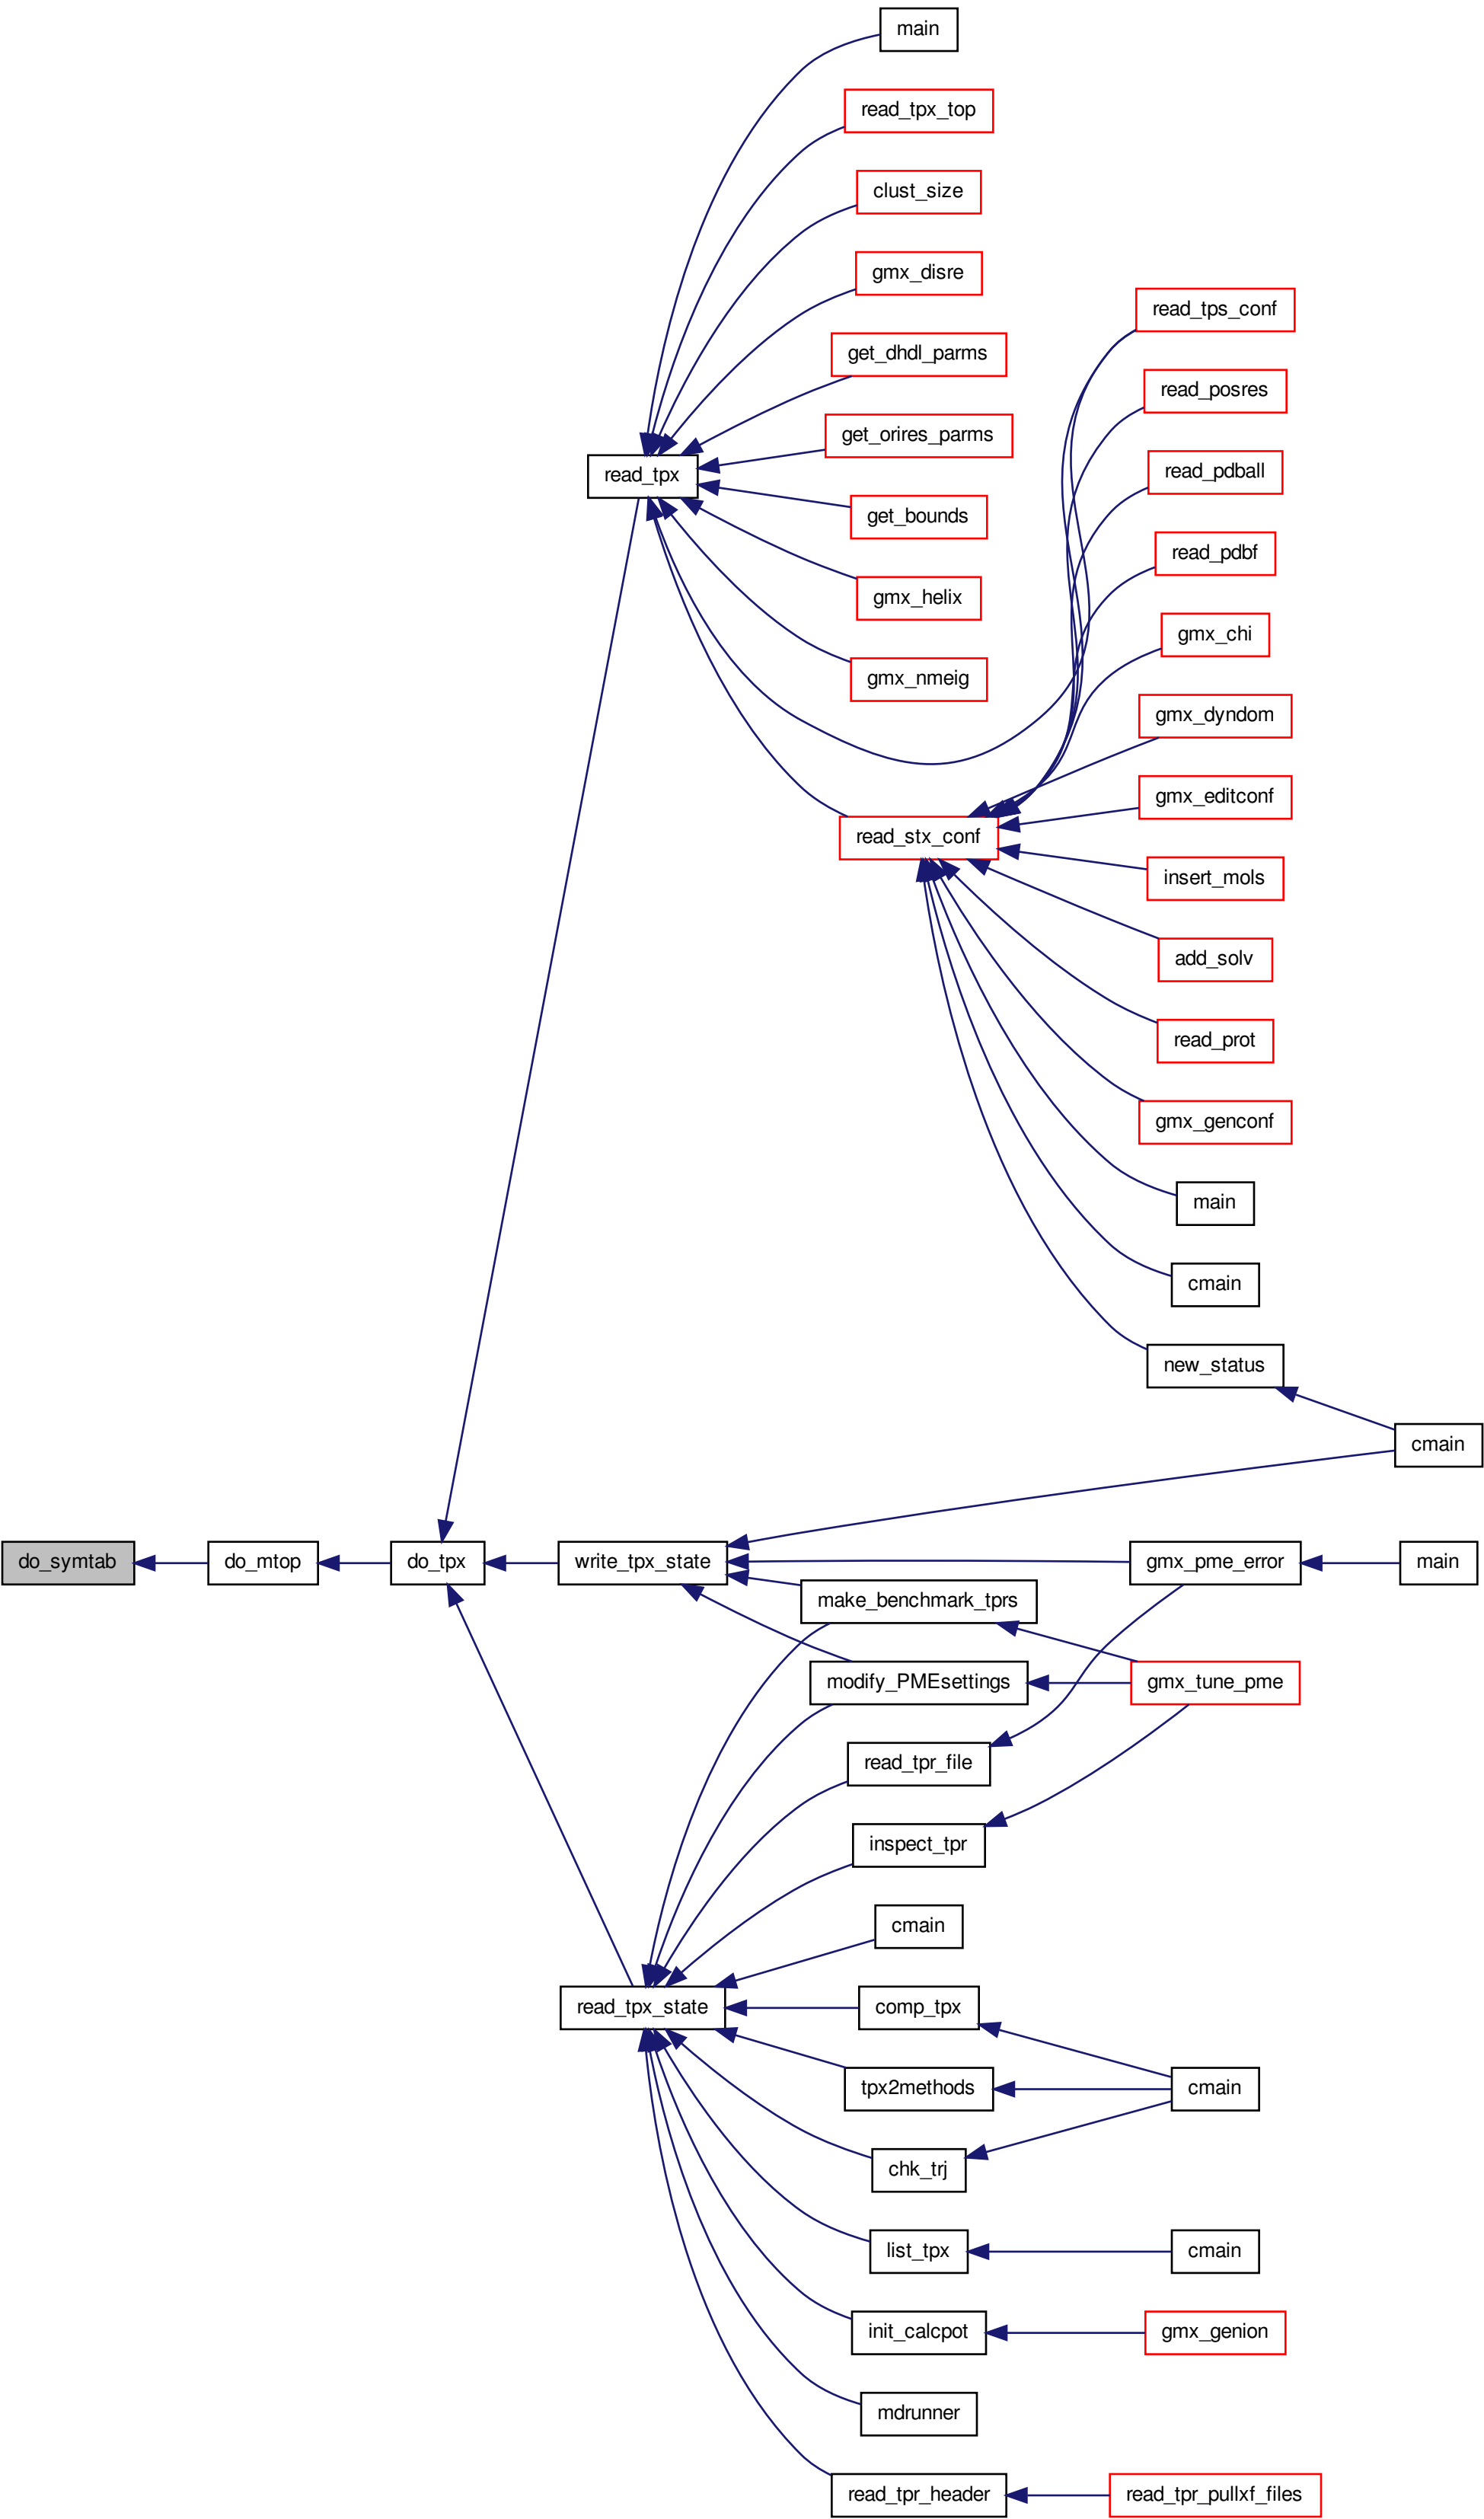 main
read_tpx_top
clust_size
gmx_disre
read_tps_conf
get_dhdl_parms
read_posres
get_orires_parms
read_pdball
read_tpx
get_bounds
read_pdbf
gmx_helix
gmx_chi
gmx_nmeig
gmx_dyndom
gmx_editconf
read_stx_conf
insert_mols
add_solv
read_prot
gmx_genconf
main
cmain
new_status
cmain
do_symtab
do_mtop
do_tpx
write_tpx_state
gmx_pme_error
main
make_benchmark_tprs
modify_PMEsettings
gmx_tune_pme
read_tpr_file
inspect_tpr
cmain
read_tpx_state
comp_tpx
tpx2methods
cmain
chk_trj
list_tpx
cmain
init_calcpot
gmx_genion
mdrunner
read_tpr_header
read_tpr_pullxf_files